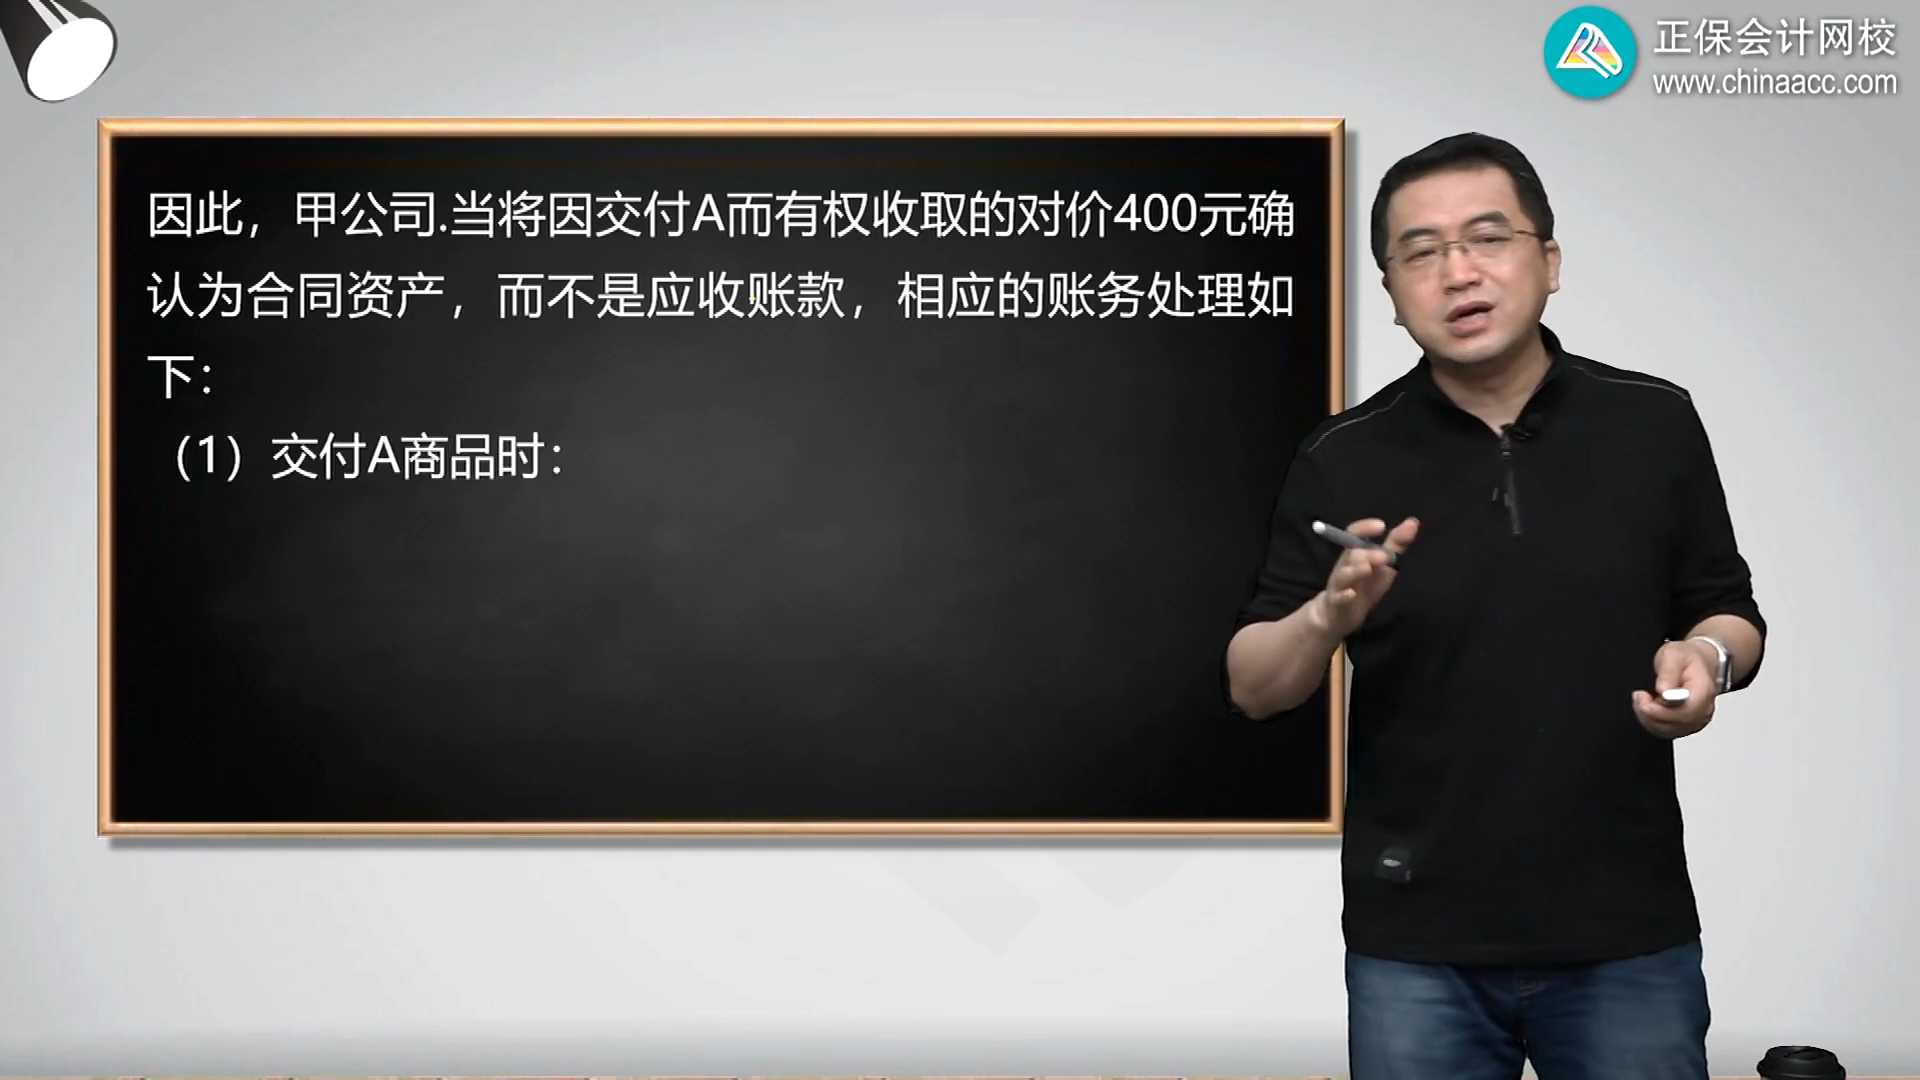 正保会计网校
www.chinaacc.com
因此，甲公司.当将因交付A而有权收取的对价400元确
认为合同资产，而不是应收账款，相应的账务处理如
下：
（1）交付A商品时：